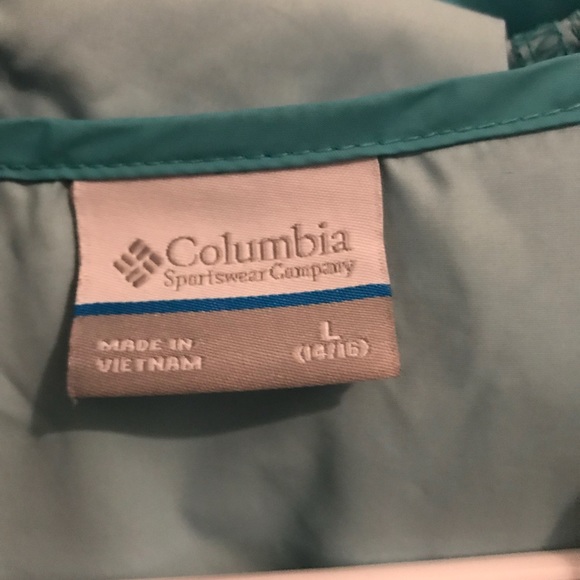 Columbia
Sportswear Company
MADE IN
VIETNAM
L
(14/16)